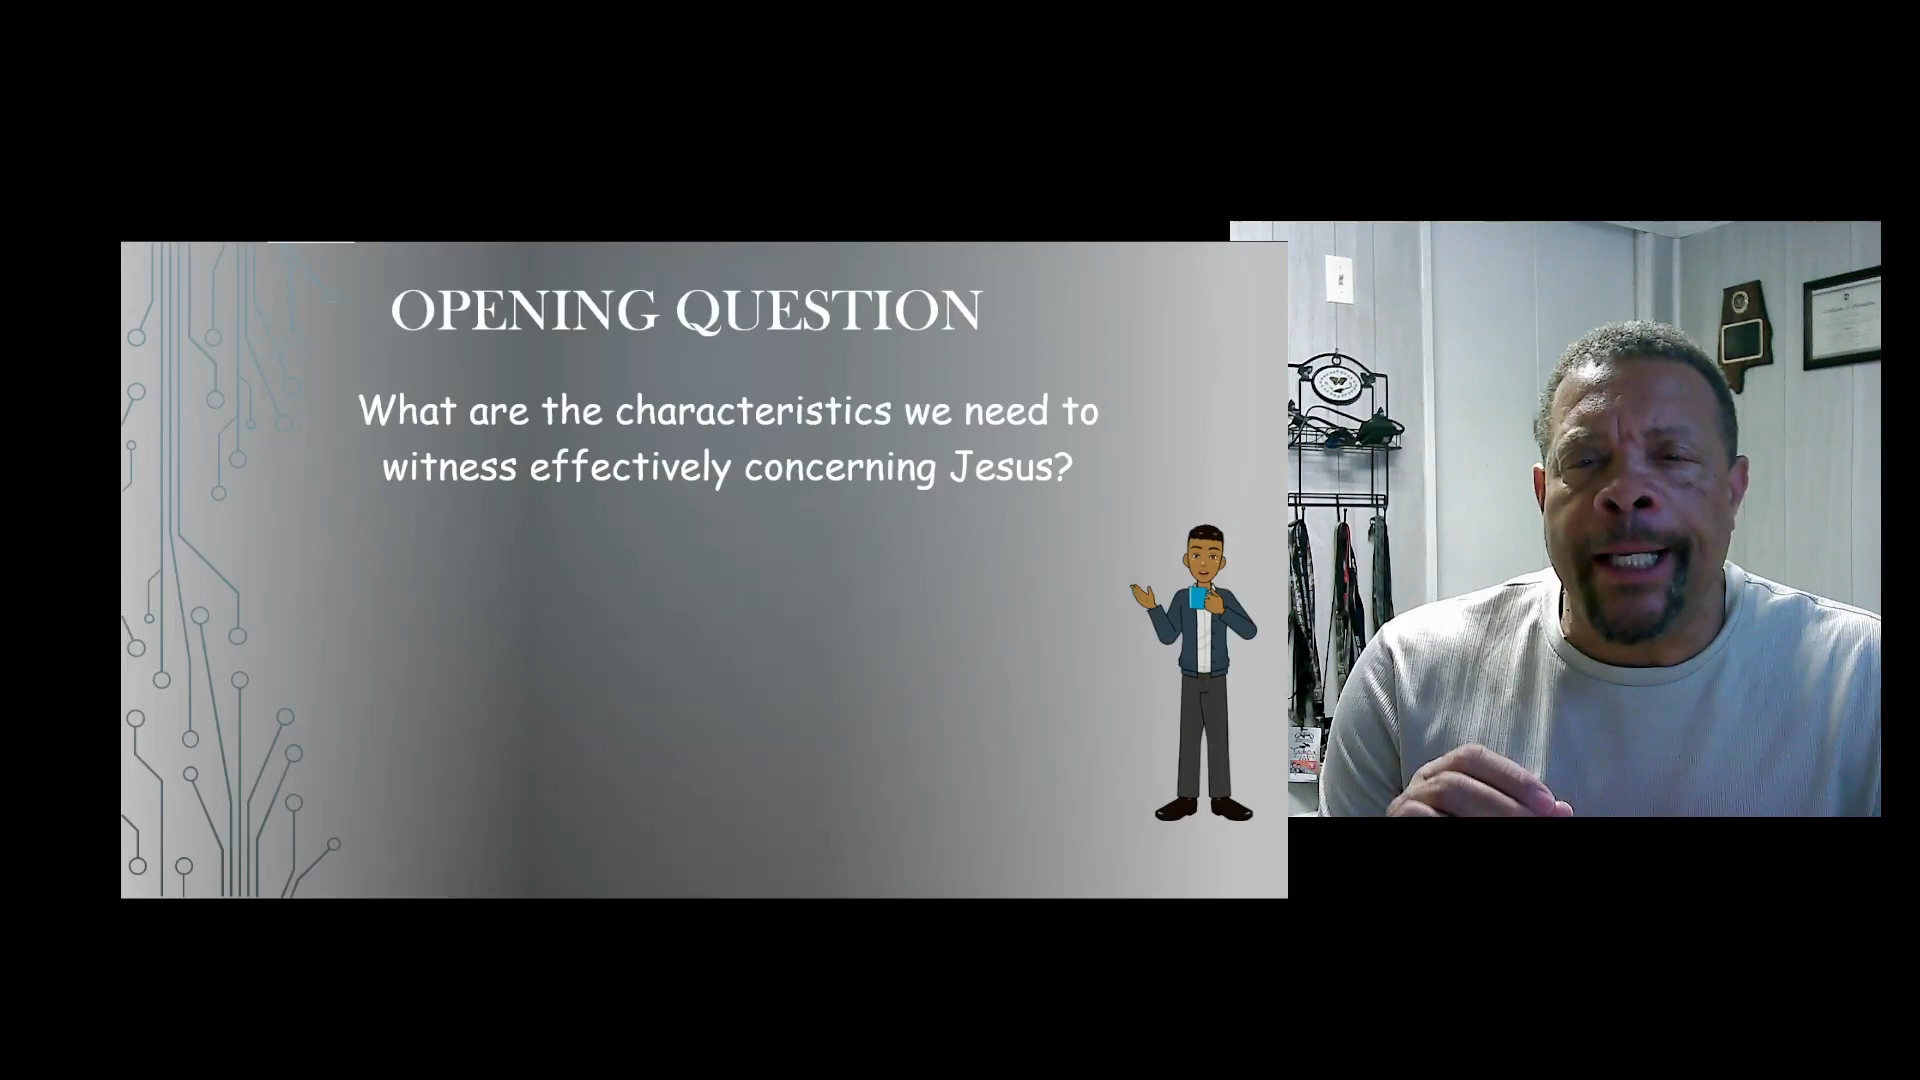 OPENING QUESTION
What are the characteristics we need to
witness effectively concerning Jesus?